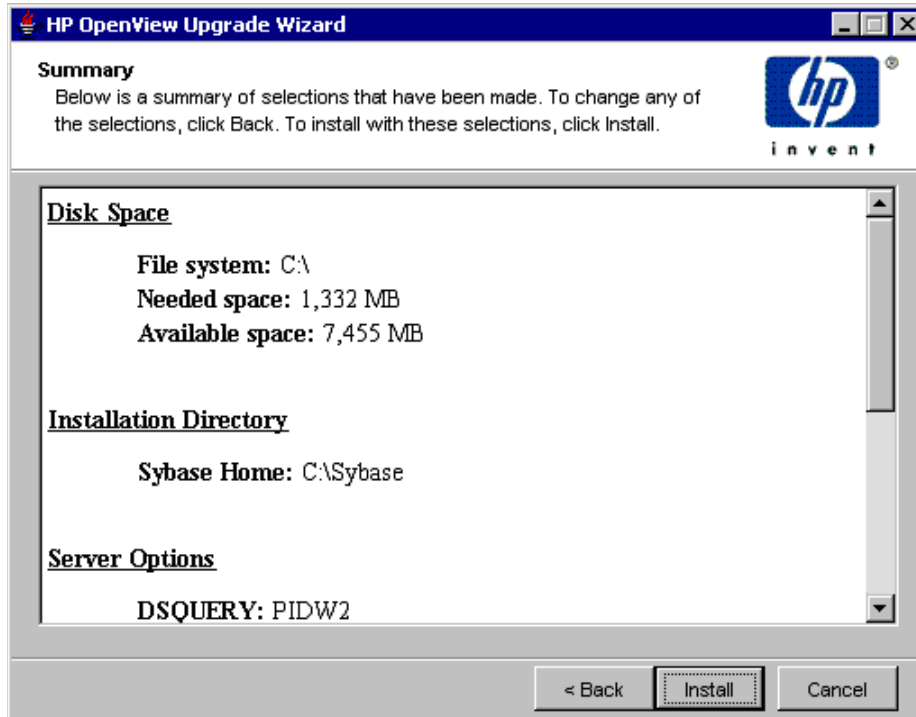 HP OpenView Upgrade Wizard
Summary
Below is a summary of selections that have been made. To change any of
the selections, click Back. To install with these selections, click Install.
hp
®
invent
Disk Space
File system: C:\
Needed space: 1,332 MB
Available space: 7,455 MB
Installation Directory
Sybase Home: C:\Sybase
Server Options
DSQUERY: PIDW2
< Back
Install
Cancel